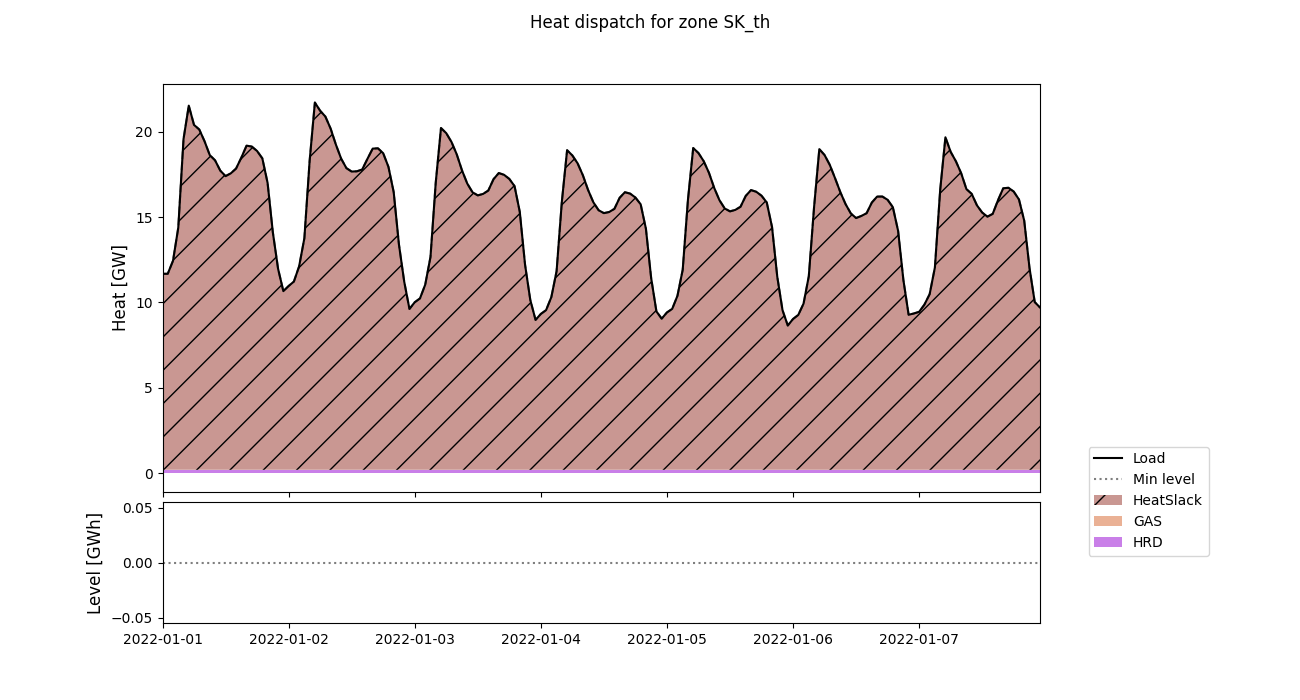 Heat dispatch for zone SK_th
Heat [GW]
20
15
10
5
0
Load
Min level
HeatSlack
GAS
HRD
Level [GWh]
0.05
0.00
−0.05
2022-01-01 2022-01-02 2022-01-03 2022-01-04 2022-01-05 2022-01-06 2022-01-07